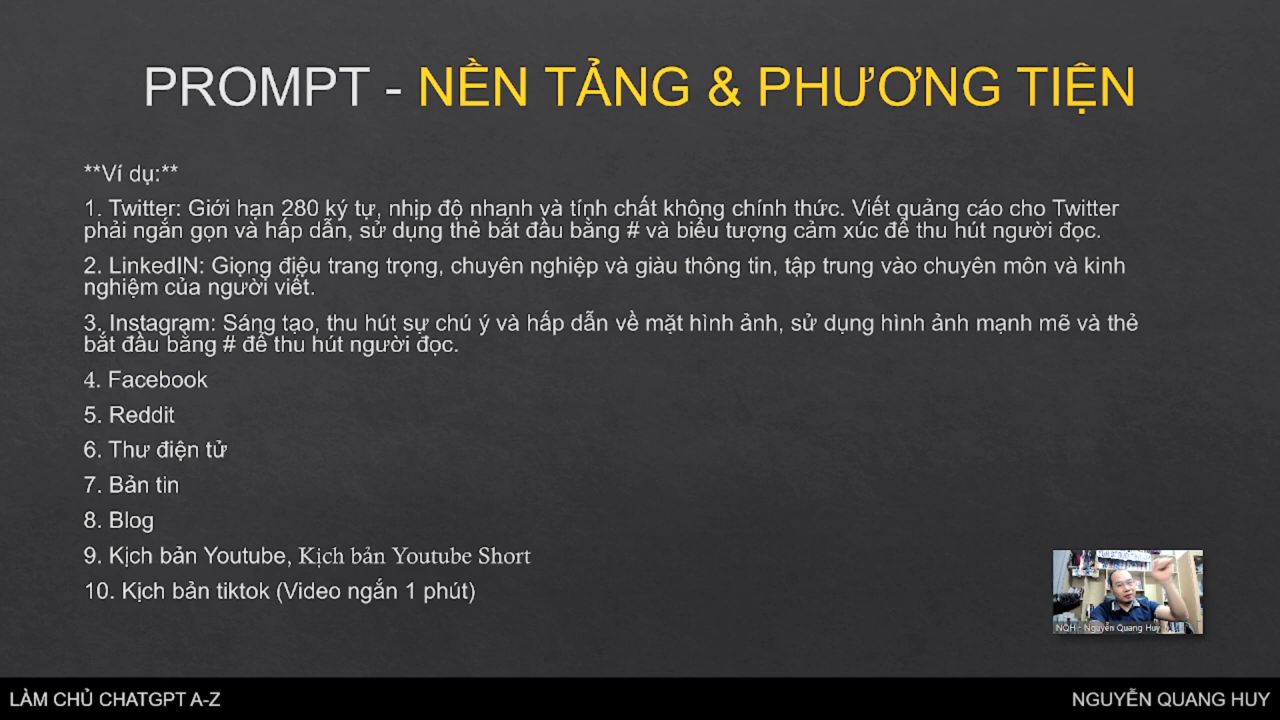 PROMPT - NỀN TẢNG & PHƯƠNG TIỆN
**Ví dụ:**
1. Twitter: Giới hạn 280 ký tự, nhịp độ nhanh và tính chất không chính thức. Viết quảng cáo cho Twitter
phải ngắn gọn và hấp dẫn, sử dụng thẻ bắt đầu bằng # và biểu tượng cảm xúc để thu hút người đọc.
2. LinkedIN: Giọng điệu trang trọng, chuyên nghiệp và giàu thông tin, tập trung vào chuyên môn và kinh
nghiệm của người viết.
3. Instagram: Sáng tạo, thu hút sự chú ý và hấp dẫn về mặt hình ảnh, sử dụng hình ảnh mạnh mẽ và thẻ
bắt đầu bằng # để thu hút người đọc.
4. Facebook
5. Reddit
6. Thư điện tử
7. Bản tin
8. Blog
9. Kịch bản Youtube, Kịch bản Youtube Short
10. Kịch bản tiktok (Video ngắn 1 phút)
NQH - Nguyễn Quang Huy
LÀM CHỦ CHATGPT A-Z
NGUYỄN QUANG HUY